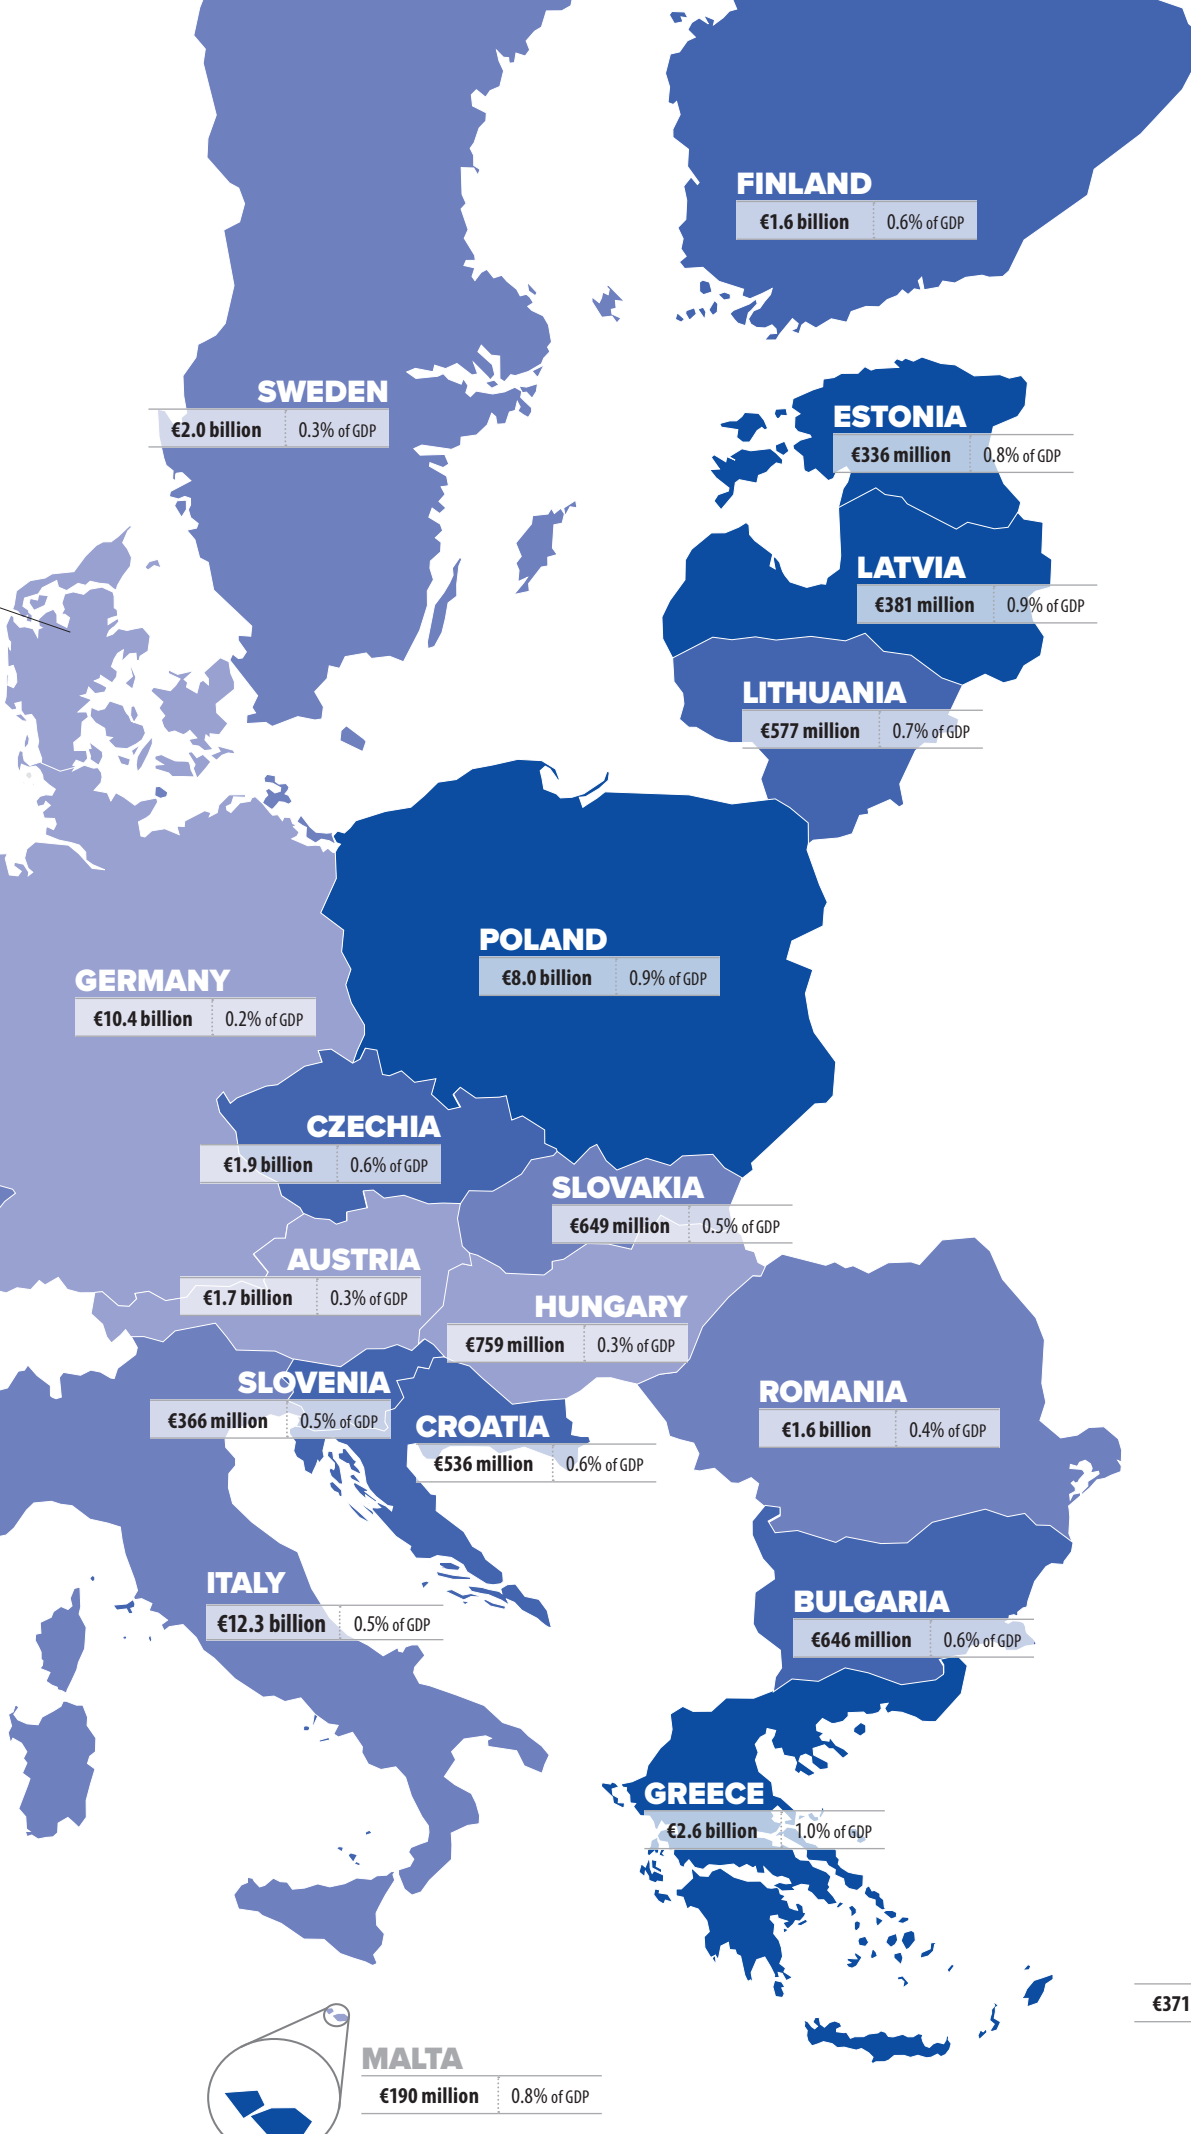 FINLAND
€1.6 billion 0.6% of GDP
SWEDEN
€2.0 billion 0.3% of GDP
ESTONIA
€336 million 0.8% of GDP
LATVIA
€381 million 0.9% of GDP
LITHUANIA
€577 million 0.7% of GDP
POLAND
€8.0 billion 0.9% of GDP
GERMANY
€10.4 billion 0.2% of GDP
CZECHIA
€1.9 billion 0.6% of GDP
SLOVAKIA
€649 million 0.5% of GDP
AUSTRIA
€1.7 billion 0.3% of GDP
HUNGARY
€759 million 0.3% of GDP
SLOVENIA
€366 million 0.5% of GDP
ROMANIA
€1.6 billion 0.4% of GDP
CROATIA
€536 million 0.6% of GDP
ITALY
€12.3 billion 0.5% of GDP
BULGARIA
€646 million 0.6% of GDP
GREECE
€2.6 billion 1.0% of GDP
€371
MALTA
€190 million 0.8% of GDP